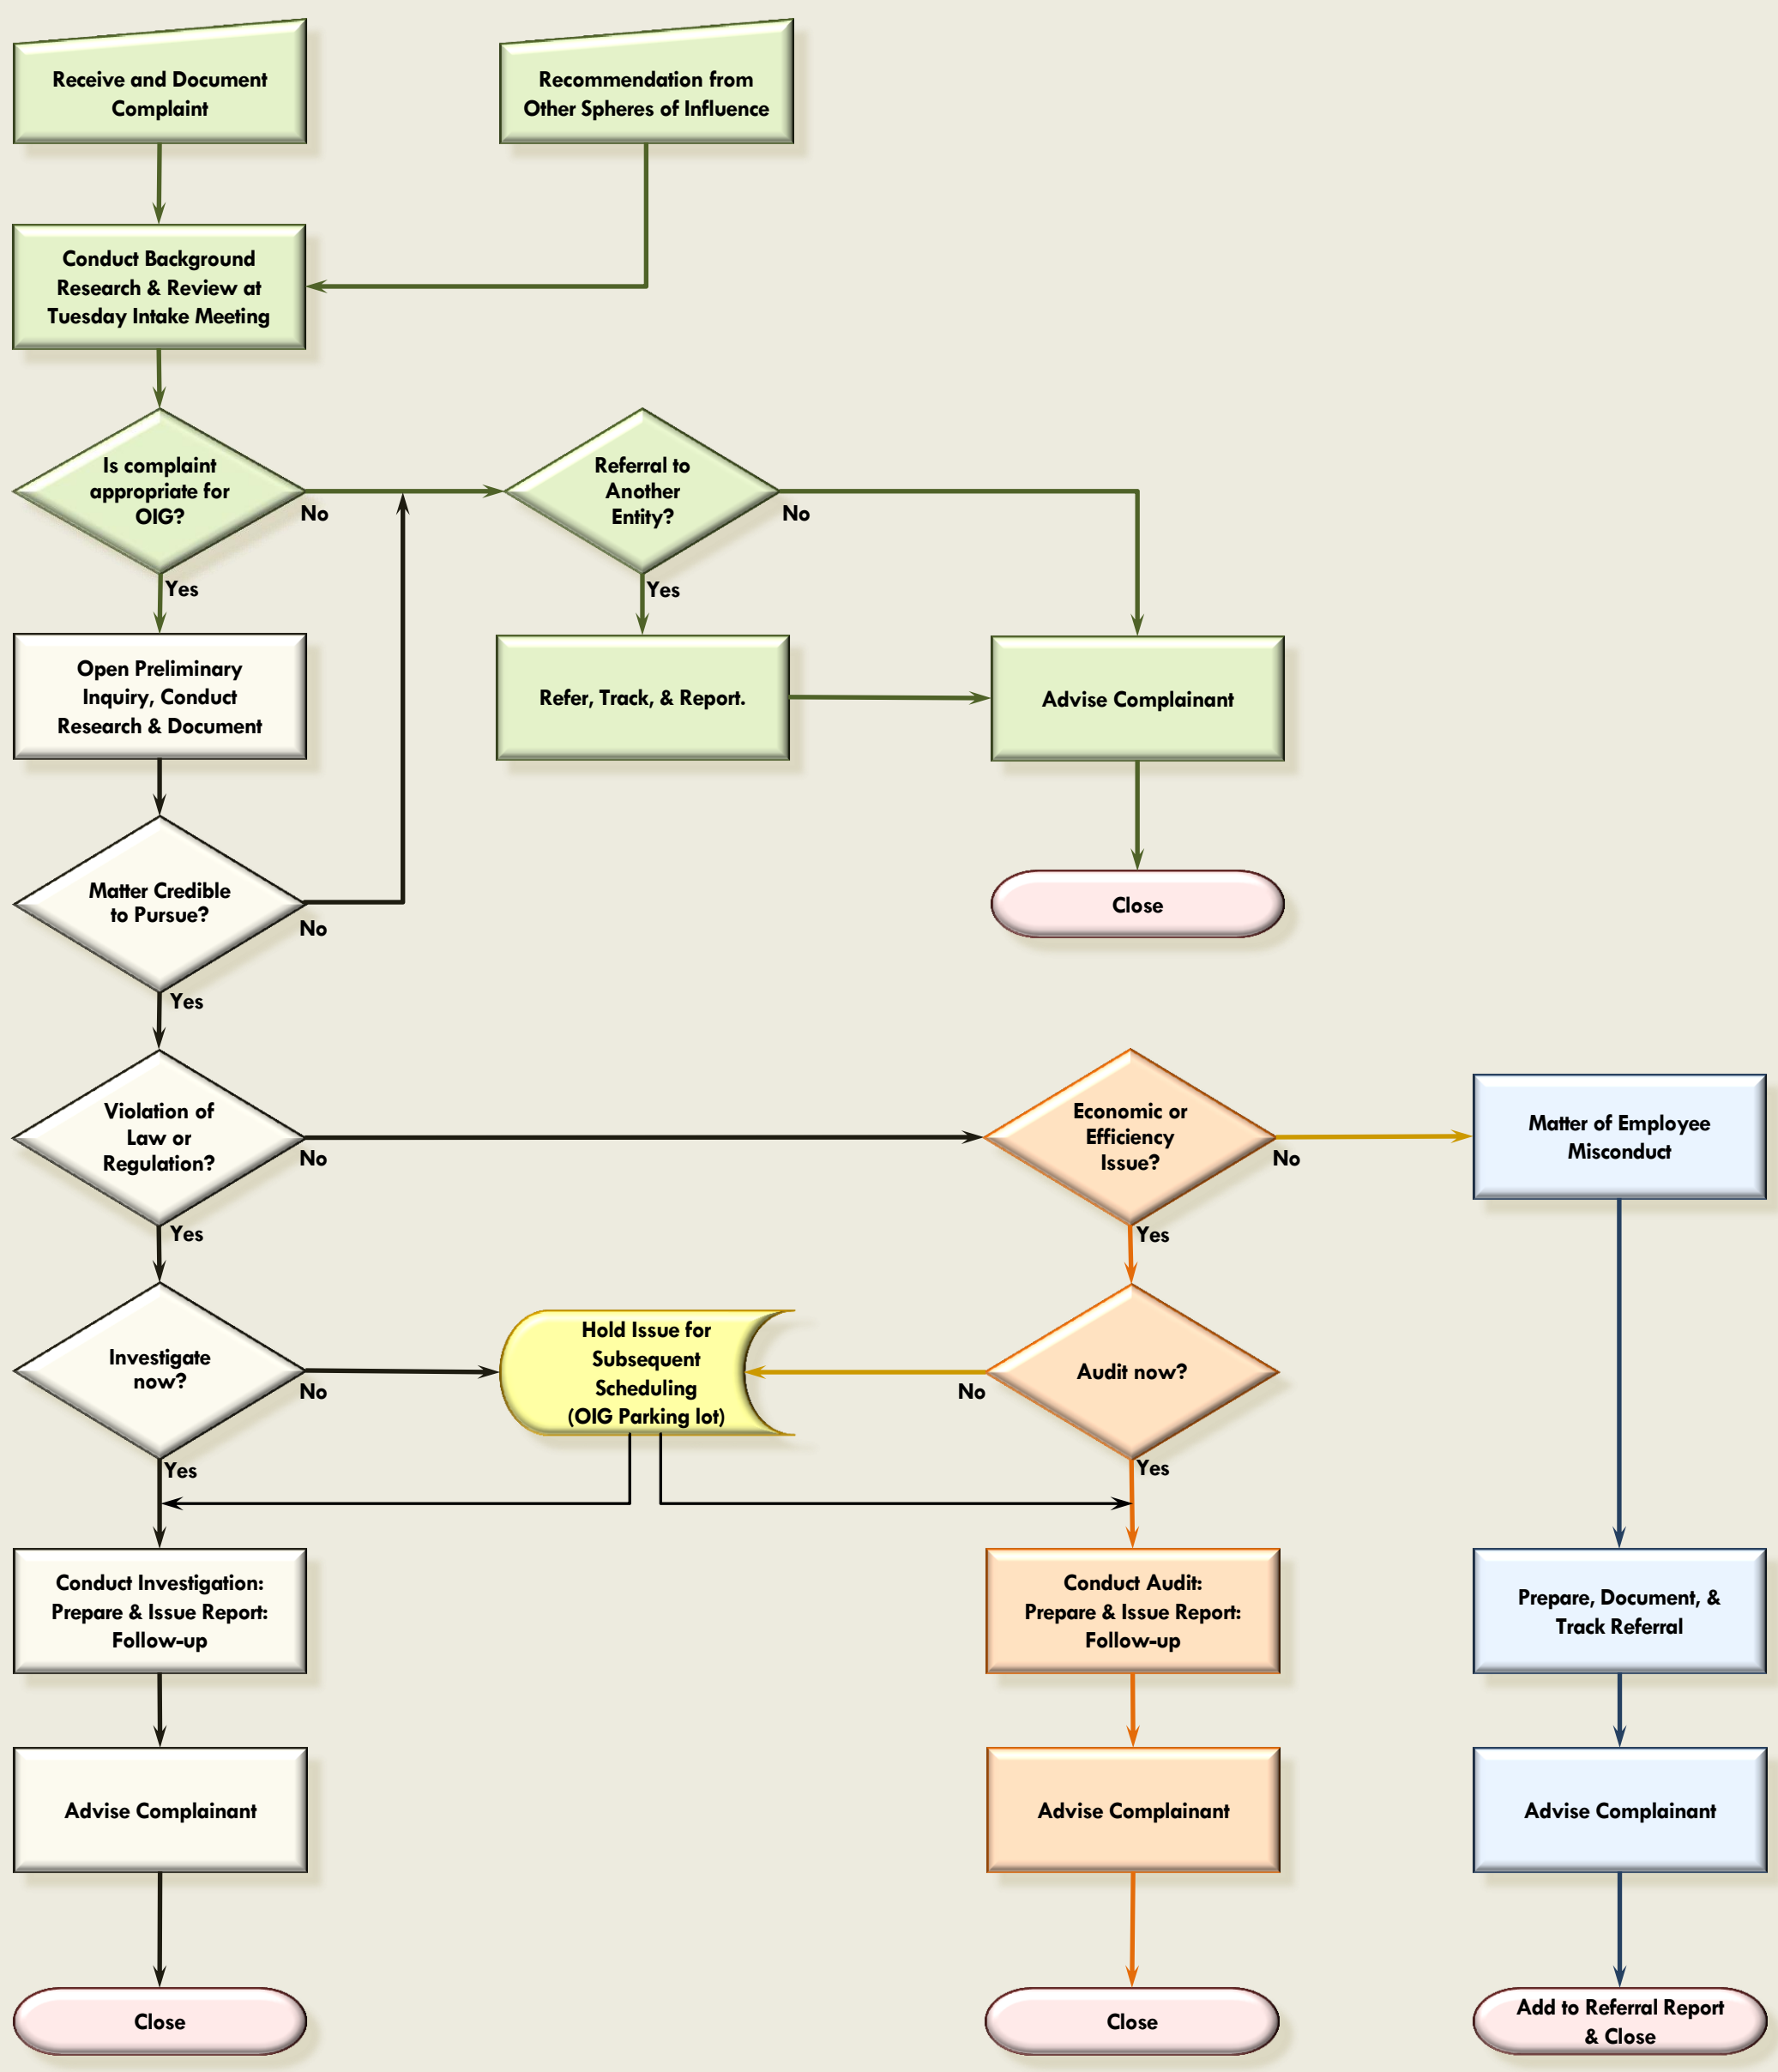 Receive and Document
Complaint
Recommendation from
Other Spheres of Influence
Conduct Background
Research & Review at
Tuesday Intake Meeting
Is complaint
appropriate for
OIG?
No
Yes
Referral to
Another
Entity?
No
Yes
Open Preliminary
Inquiry, Conduct
Research & Document
Refer, Track, & Report.
Advise Complainant
Matter Credible
to Pursue?
No
Yes
Close
Violation of
Law or
Regulation?
No
Yes
Economic or
Efficiency
Issue?
No
Yes
Matter of Employee
Misconduct
Investigate
now?
No
Yes
Hold Issue for
Subsequent
Scheduling
(OIG Parking lot)
Audit now?
No
Yes
Conduct Investigation:
Prepare & Issue Report:
Follow-up
Conduct Audit:
Prepare & Issue Report:
Follow-up
Prepare, Document, &
Track Referral
Advise Complainant
Advise Complainant
Advise Complainant
Close
Close
Add to Referral Report
& Close